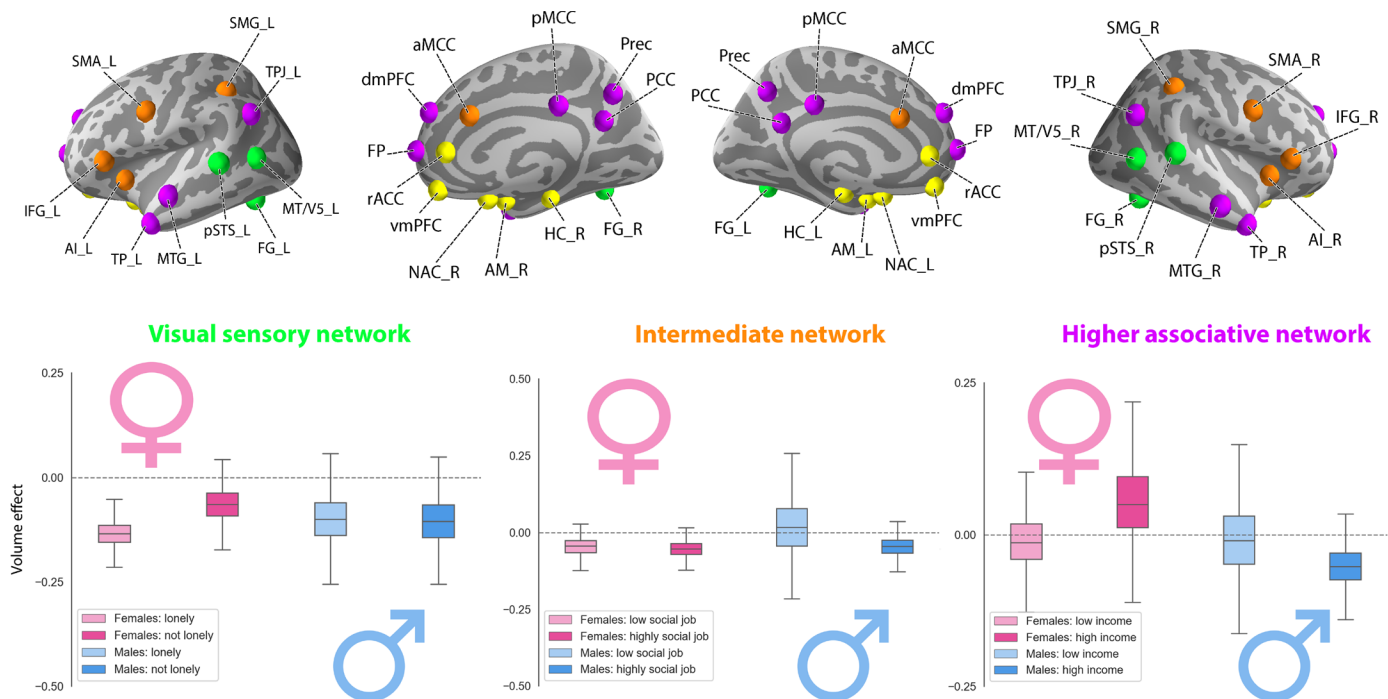 SMG_L
SMA_L
TPJ_L
IFG_L
AI_L
TP_L
MTG_L
pSTS_L
FG_L
MT/V5_L
pMCC
aMCC
Prec
dmPFC
PCC
FP
rACC
vmPFC
NAC_R
AM_R
HC_R
FG_R
pMCC
aMCC
Prec
dmPFC
PCC
FP
rACC
vmPFC
FG_L
HC_L
AM_L
NAC_L
SMG_R
SMA_R
TPJ_R
IFG_R
MT/V5_R
FG_R
pSTS_R
MTG_R
TP_R
AI_R
Visual sensory network
Volume effect
0.25
0.00
−0.25
−0.50
Females: lonely
Females: not lonely
Males: lonely
Males: not lonely
Intermediate network
0.50
0.25
0.00
−0.25
−0.50
Females: low social job
Females: highly social job
Males: low social job
Males: highly social job
Higher associative network
0.25
0.00
−0.25
Females: low income
Females: high income
Males: low income
Males: high income